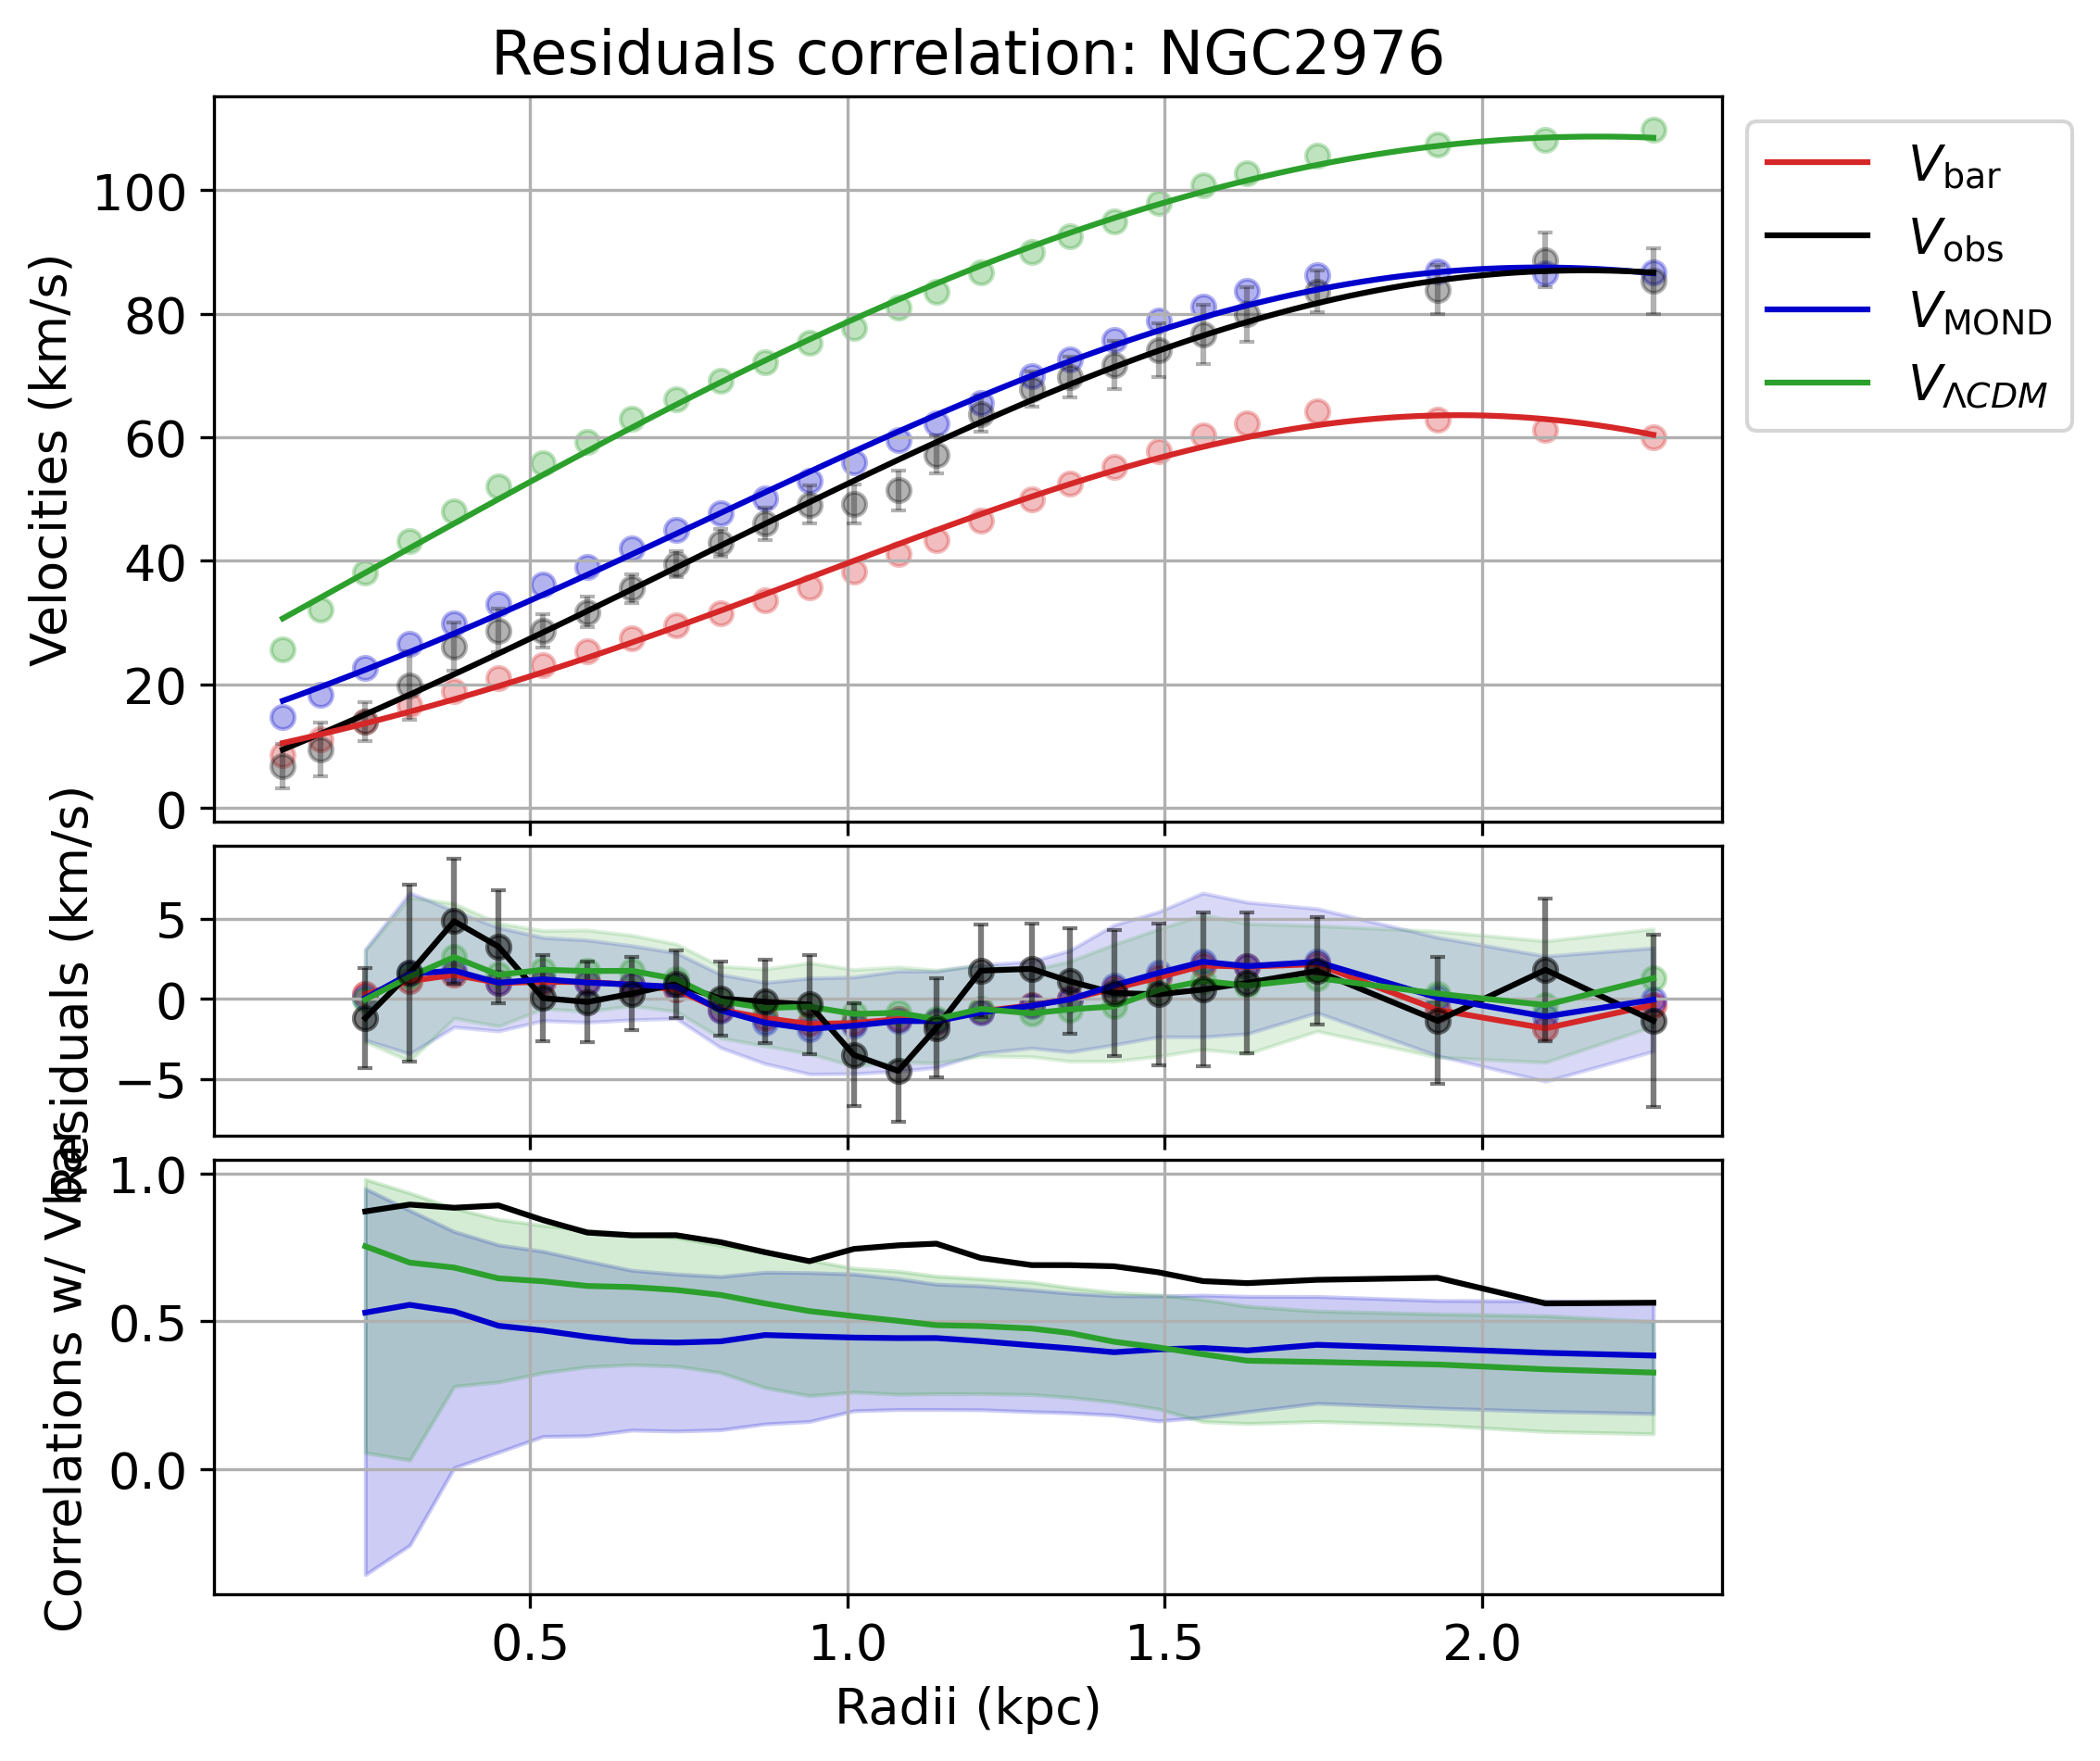 Residuals correlation: NGC2976
Velocities (km/s)
100
80
60
40
20
0
V_bar
V_obs
V_MOND
V_ΛCDM
Residuals (km/s)
5
0
−5
Correlations w/ Vbar
1.0
0.5
0.0
0.5 1.0 1.5 2.0
Radii (kpc)